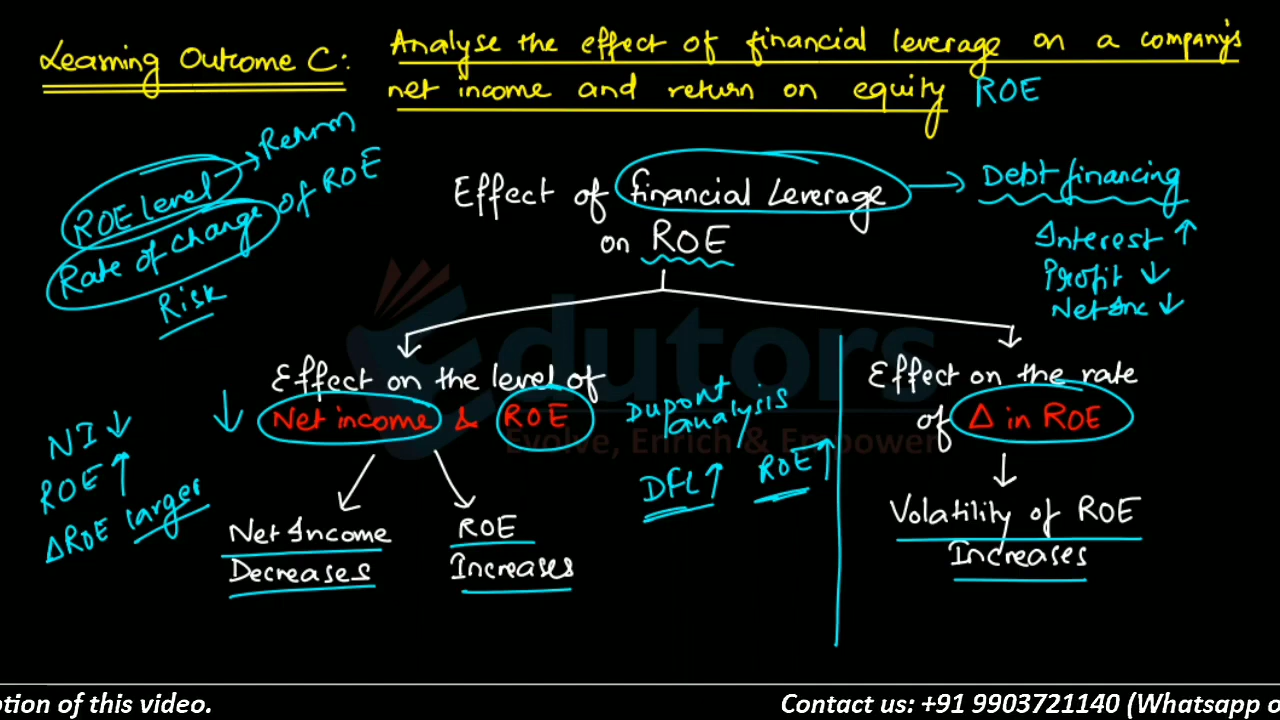 Learning Outcome C: Analyse the effect of financial leverage on a company's
net income and return on equity ROE
ROE level → Return
Rate of change of ROE
Risk
Effect of financial Leverage → Debt financing
on ROE
Interest ↑
Profit ↓
Net Inc ↓
Edutors
Evolve, Enrich & Empower
Effect on the level of
Net income & ROE ↓
NI ↓
ROE ↑
Δ ROE larger
Net Income
Decreases
ROE
Increases
Dupont
analysis
DFL ↑ ROE ↑
Effect on the rate
of Δ in ROE
Volatility of ROE
Increases
ption of this video. Contact us: +91 9903721140 (Whatsapp o